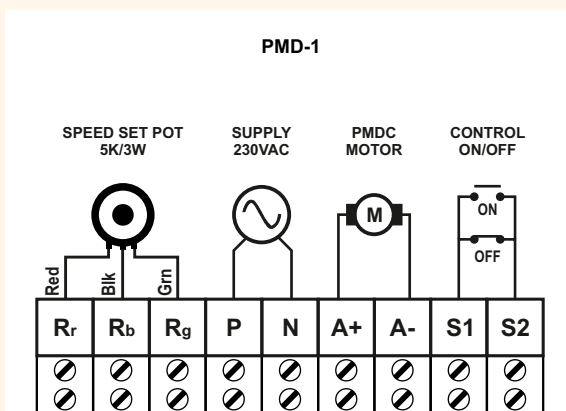 PMD-1
SPEED SET POT
5K/3W
SUPPLY
230VAC
PMDC
MOTOR
CONTROL
ON/OFF
M
ON
OFF
Red
Blk
Grn
Rr Rb Rg P N A+ A- S1 S2